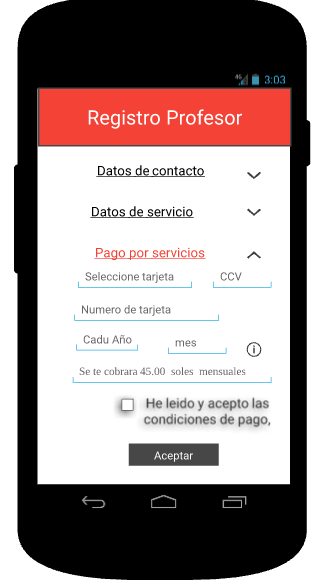 4G 3:03
Registro Profesor
Datos de contacto
Datos de servicio
Pago por servicios
Seleccione tarjeta CCV
Numero de tarjeta
Cadu Año mes
Se te cobrara 45.00 soles mensuales
He leido y acepto las
condiciones de pago,
Aceptar